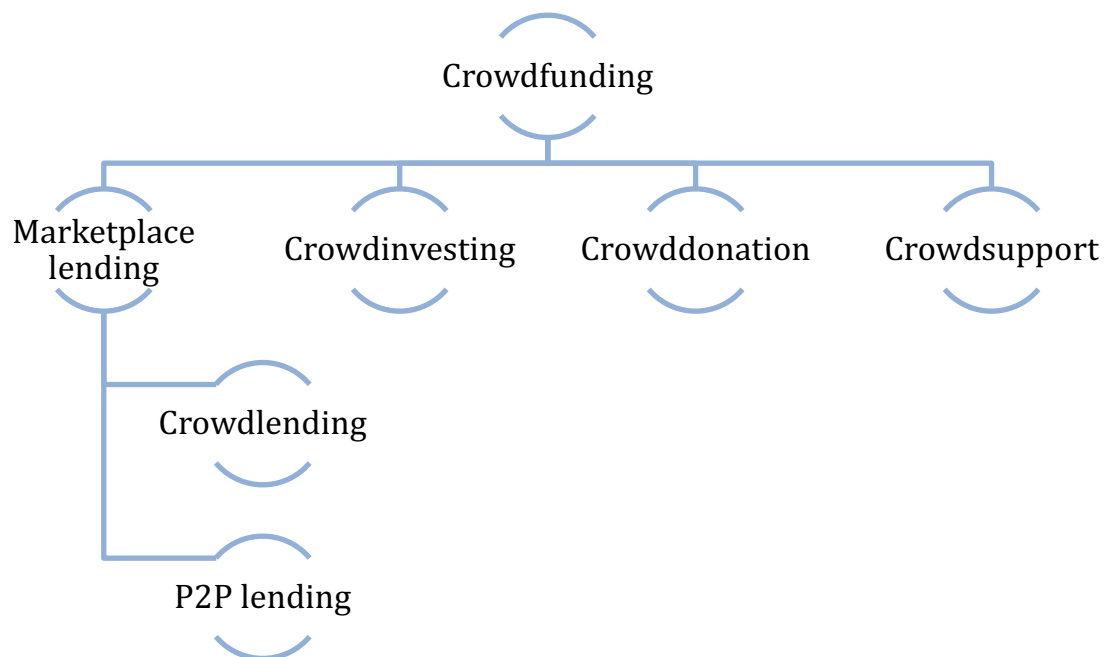 Crowdfunding
Marketplace
lending
Crowdinvesting
Crowddonation
Crowdsupport
Crowdlending
P2P lending